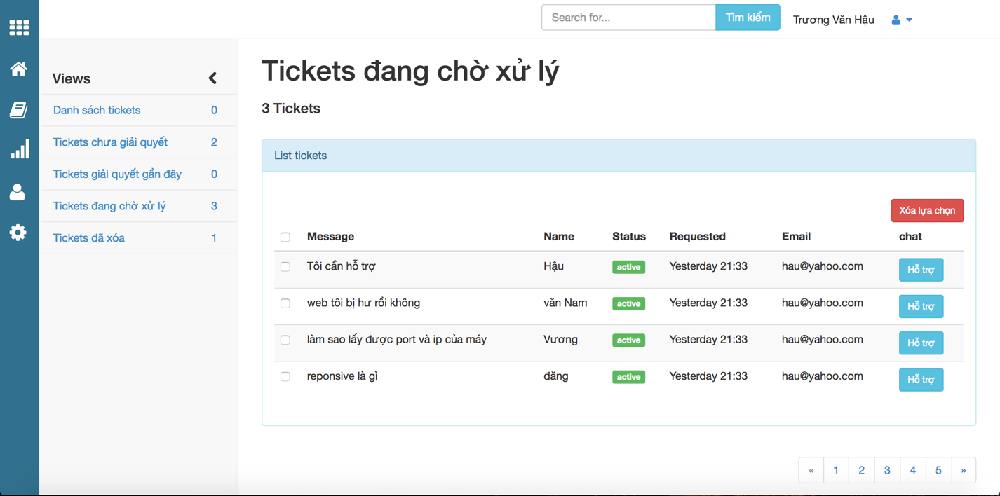 Search for...
Tìm kiếm
Trương Văn Hậu
Views
Danh sách tickets 0
Tickets chưa giải quyết 2
Tickets giải quyết gần đây 0
Tickets đang chờ xử lý 3
Tickets đã xóa 1
Tickets đang chờ xử lý
3 Tickets
List tickets
Xóa lựa chọn
Message Name Status Requested Email chat
Tôi cần hỗ trợ Hậu active Yesterday 21:33 hau@yahoo.com Hỗ trợ
web tôi bị hư rồi không văn Nam active Yesterday 21:33 hau@yahoo.com Hỗ trợ
làm sao lấy được port và ip của máy Vương active Yesterday 21:33 hau@yahoo.com Hỗ trợ
reponsive là gì đăng active Yesterday 21:33 hau@yahoo.com Hỗ trợ
« 1 2 3 4 5 »